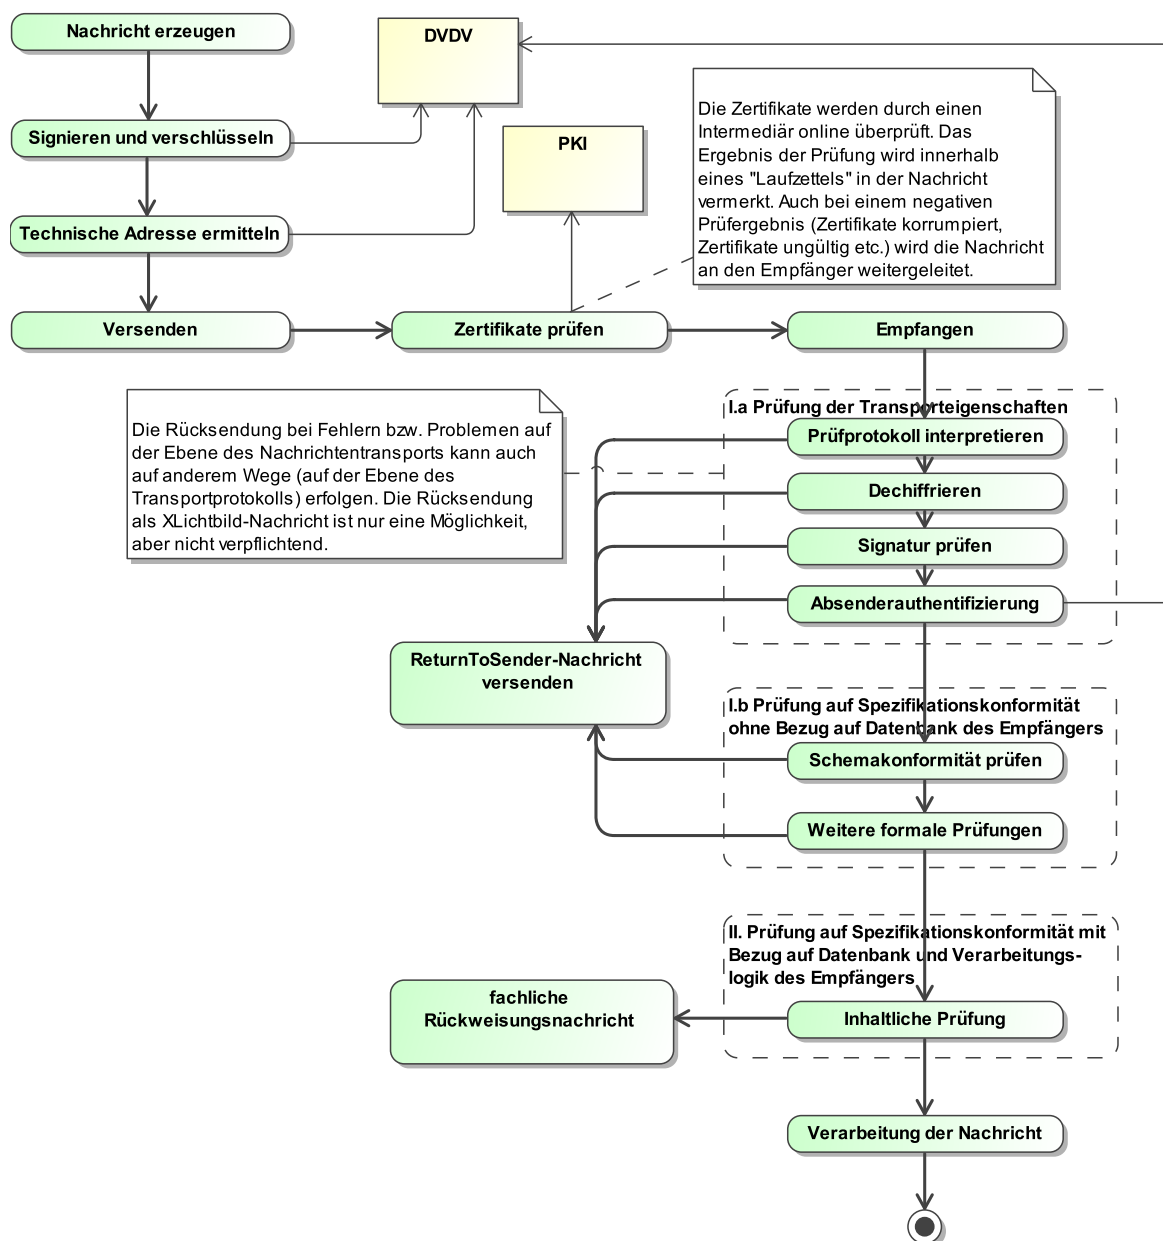 Nachricht erzeugen
DVDV
Signieren und verschlüsseln
PKI
Die Zertifikate werden durch einen
Intermediär online überprüft. Das
Ergebnis der Prüfung wird innerhalb
eines "Laufzettels" in der Nachricht
vermerkt. Auch bei einem negativen
Prüfergebnis (Zertifikate korrumpiert,
Zertifikate ungültig etc.) wird die Nachricht
an den Empfänger weitergeleitet.
Technische Adresse ermitteln
Versenden
Zertifikate prüfen
Empfangen
Die Rücksendung bei Fehlern bzw. Problemen auf
der Ebene des Nachrichtentransports kann auch
auf anderem Wege (auf der Ebene des
Transportprotokolls) erfolgen. Die Rücksendung
als XLichtbild-Nachricht ist nur eine Möglichkeit,
aber nicht verpflichtend.
I.a Prüfung der Transporteigenschaften
Prüfprotokoll interpretieren
Dechiffrieren
Signatur prüfen
Absenderauthentifizierung
ReturnToSender-Nachricht
versenden
I.b Prüfung auf Spezifikationskonformität
ohne Bezug auf Datenbank des Empfängers
Schemakonformität prüfen
Weitere formale Prüfungen
II. Prüfung auf Spezifikationskonformität mit
Bezug auf Datenbank und Verarbeitungs-
logik des Empfängers
fachliche
Rückweisungsnachricht
Inhaltliche Prüfung
Verarbeitung der Nachricht